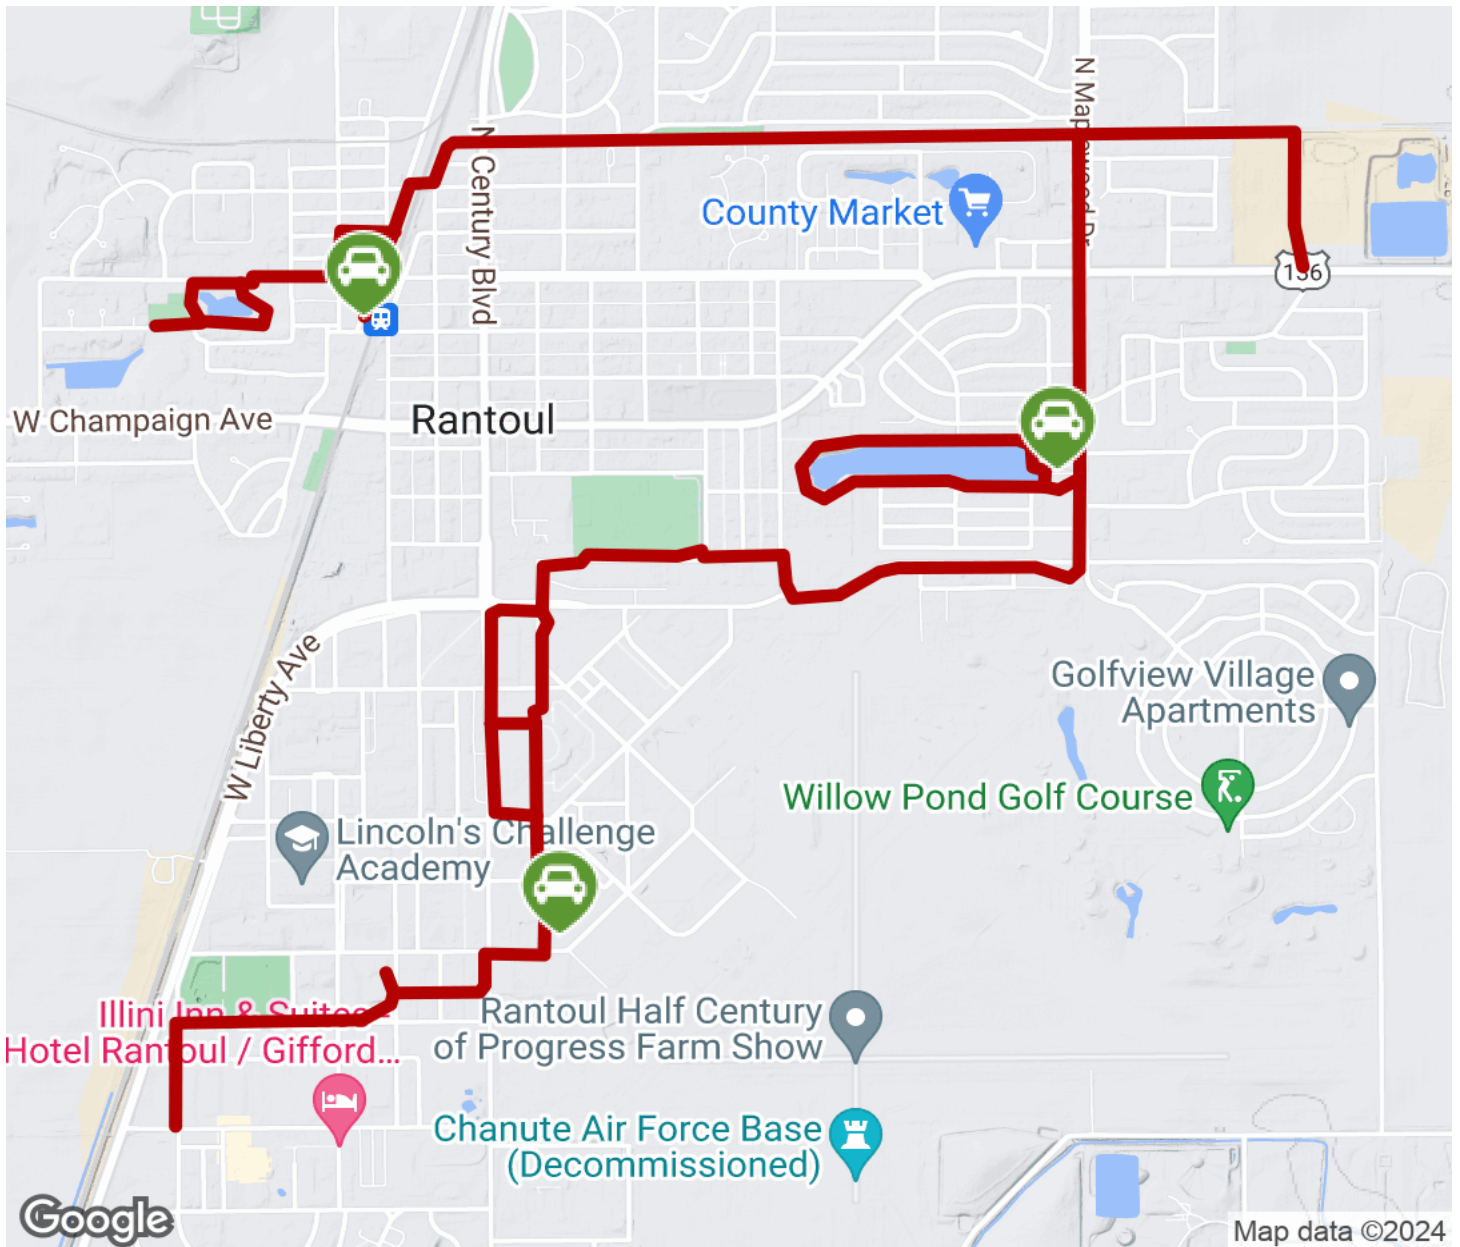 N Maplewood Dr
N Century Blvd
County Market
136
W Champaign Ave
Rantoul
W Liberty Ave
Golfview Village
Apartments
Willow Pond Golf Course
Lincoln's Challenge
Academy
Illini Inn & Suites -
Hotel Rantoul / Gifford...
Rantoul Half Century
of Progress Farm Show
Chanute Air Force Base
(Decommissioned)
Google
Map data ©2024